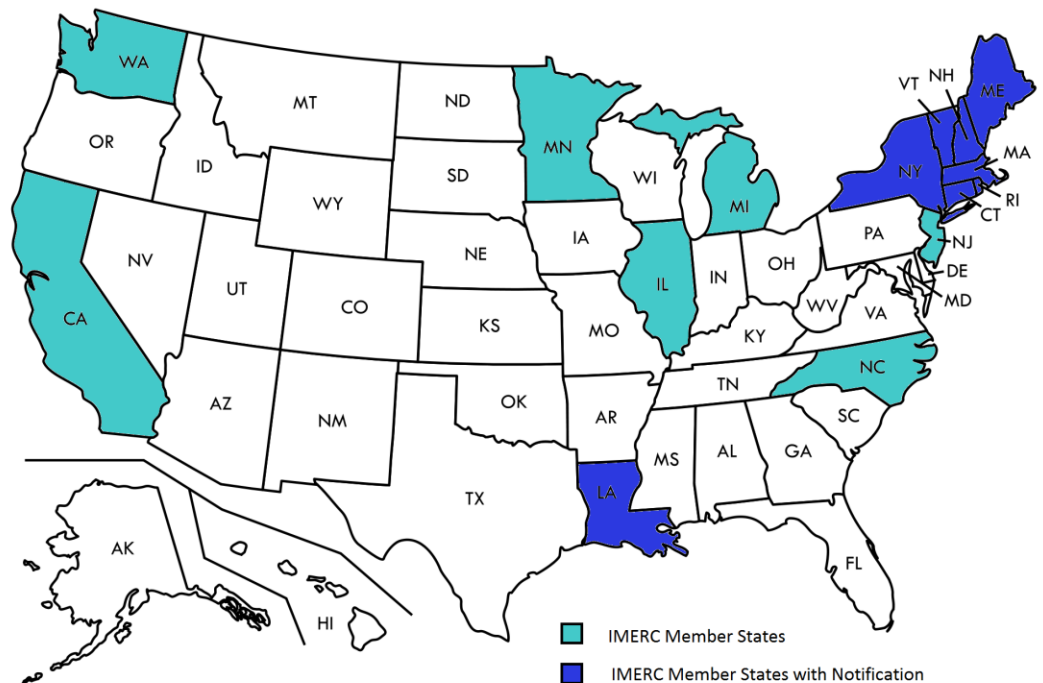 WA
MT
ND
MN
VT
NH
ME
OR
ID
SD
WI
MI
NY
MA
RI
CT
WY
IA
PA
NJ
NV
NE
IL
IN
OH
DE
UT
CO
KS
MO
WV
VA
MD
CA
KY
AZ
NM
OK
AR
TN
NC
MS
AL
GA
SC
TX
LA
AK
FL
HI
IMERC Member States
IMERC Member States with Notification